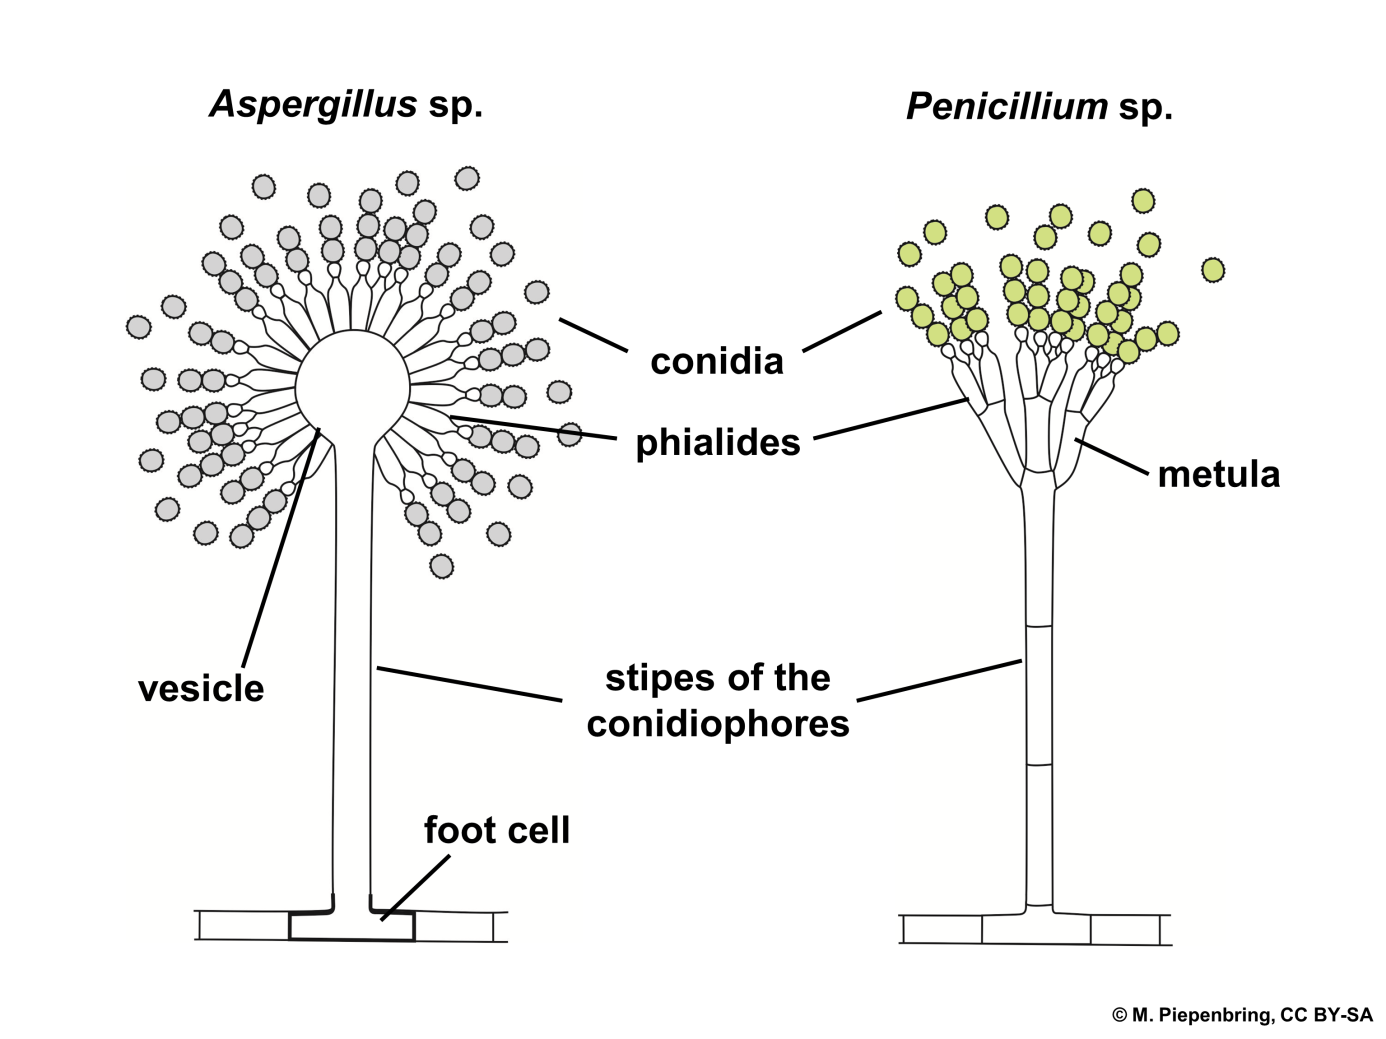 Aspergillus sp.
Penicillium sp.
conidia
phialides
metula
vesicle
stipes of the
conidiophores
foot cell
© M. Piepenbring, CC BY-SA